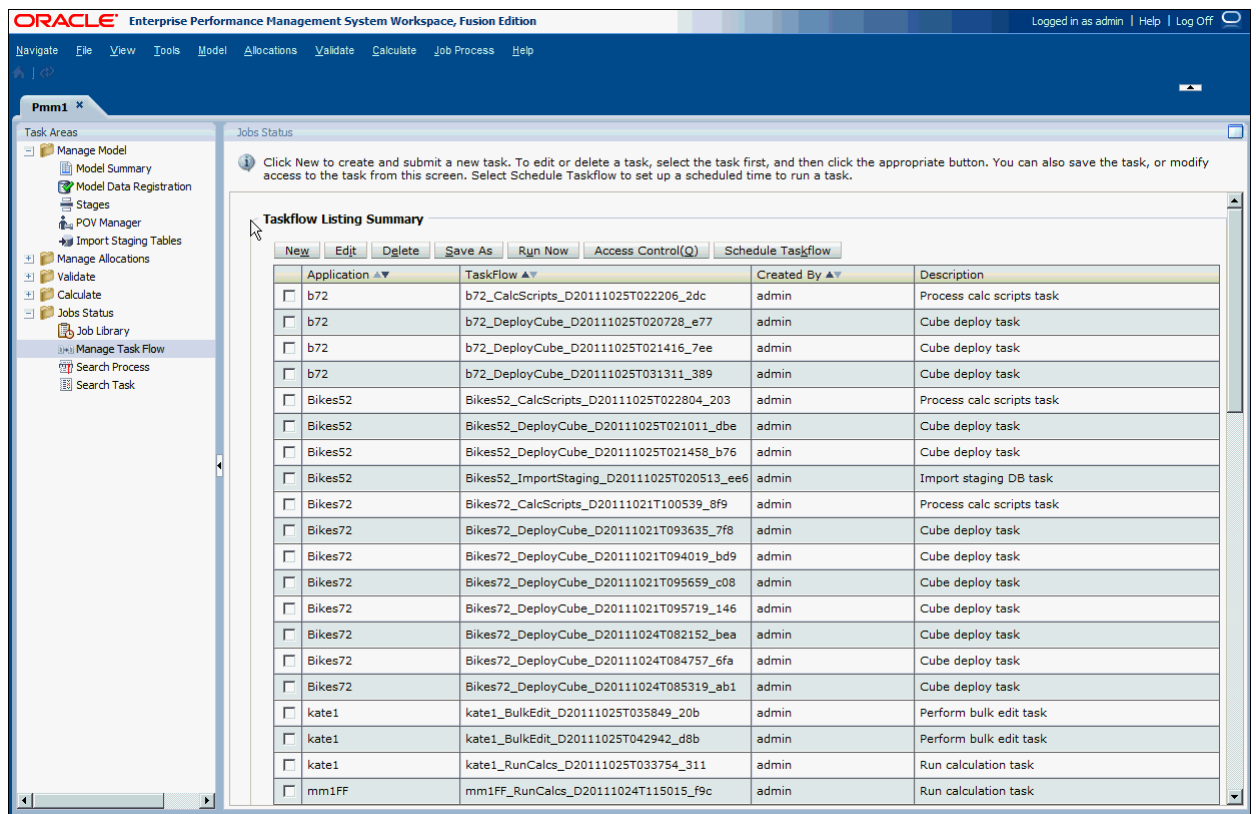 ORACLE Enterprise Performance Management System Workspace, Fusion Edition Logged in as admin | Help | Log Off
Navigate File View Tools Model Allocations Validate Calculate Job Process Help
Pmm1
Task Areas
Manage Model
Model Summary
Model Data Registration
Stages
POV Manager
Import Staging Tables
Manage Allocations
Validate
Calculate
Jobs Status
Job Library
Manage Task Flow
Search Process
Search Task
Jobs Status
Click New to create and submit a new task. To edit or delete a task, select the task first, and then click the appropriate button. You can also save the task, or modify
access to the task from this screen. Select Schedule Taskflow to set up a scheduled time to run a task.
Taskflow Listing Summary
New Edit Delete Save As Run Now Access Control(Q) Schedule Taskflow
Application TaskFlow Created By Description
b72 b72_CalcScripts_D20111025T022206_2dc admin Process calc scripts task
b72 b72_DeployCube_D20111025T020728_e77 admin Cube deploy task
b72 b72_DeployCube_D20111025T021416_7ee admin Cube deploy task
b72 b72_DeployCube_D20111025T031311_389 admin Cube deploy task
Bikes52 Bikes52_CalcScripts_D20111025T022804_203 admin Process calc scripts task
Bikes52 Bikes52_DeployCube_D20111025T021011_dbe admin Cube deploy task
Bikes52 Bikes52_DeployCube_D20111025T021458_b76 admin Cube deploy task
Bikes52 Bikes52_ImportStaging_D20111025T020513_ee6 admin Import staging DB task
Bikes72 Bikes72_CalcScripts_D20111021T100539_8f9 admin Process calc scripts task
Bikes72 Bikes72_DeployCube_D20111021T093635_7f8 admin Cube deploy task
Bikes72 Bikes72_DeployCube_D20111021T094019_bd9 admin Cube deploy task
Bikes72 Bikes72_DeployCube_D20111021T095659_c08 admin Cube deploy task
Bikes72 Bikes72_DeployCube_D20111021T095719_146 admin Cube deploy task
Bikes72 Bikes72_DeployCube_D20111024T082152_bea admin Cube deploy task
Bikes72 Bikes72_DeployCube_D20111024T084757_6fa admin Cube deploy task
Bikes72 Bikes72_DeployCube_D20111024T085319_ab1 admin Cube deploy task
kate1 kate1_BulkEdit_D20111025T035849_20b admin Perform bulk edit task
kate1 kate1_BulkEdit_D20111025T042942_d8b admin Perform bulk edit task
kate1 kate1_RunCalcs_D20111025T033754_311 admin Run calculation task
mm1FF mm1FF_RunCalcs_D20111024T115015_f9c admin Run calculation task